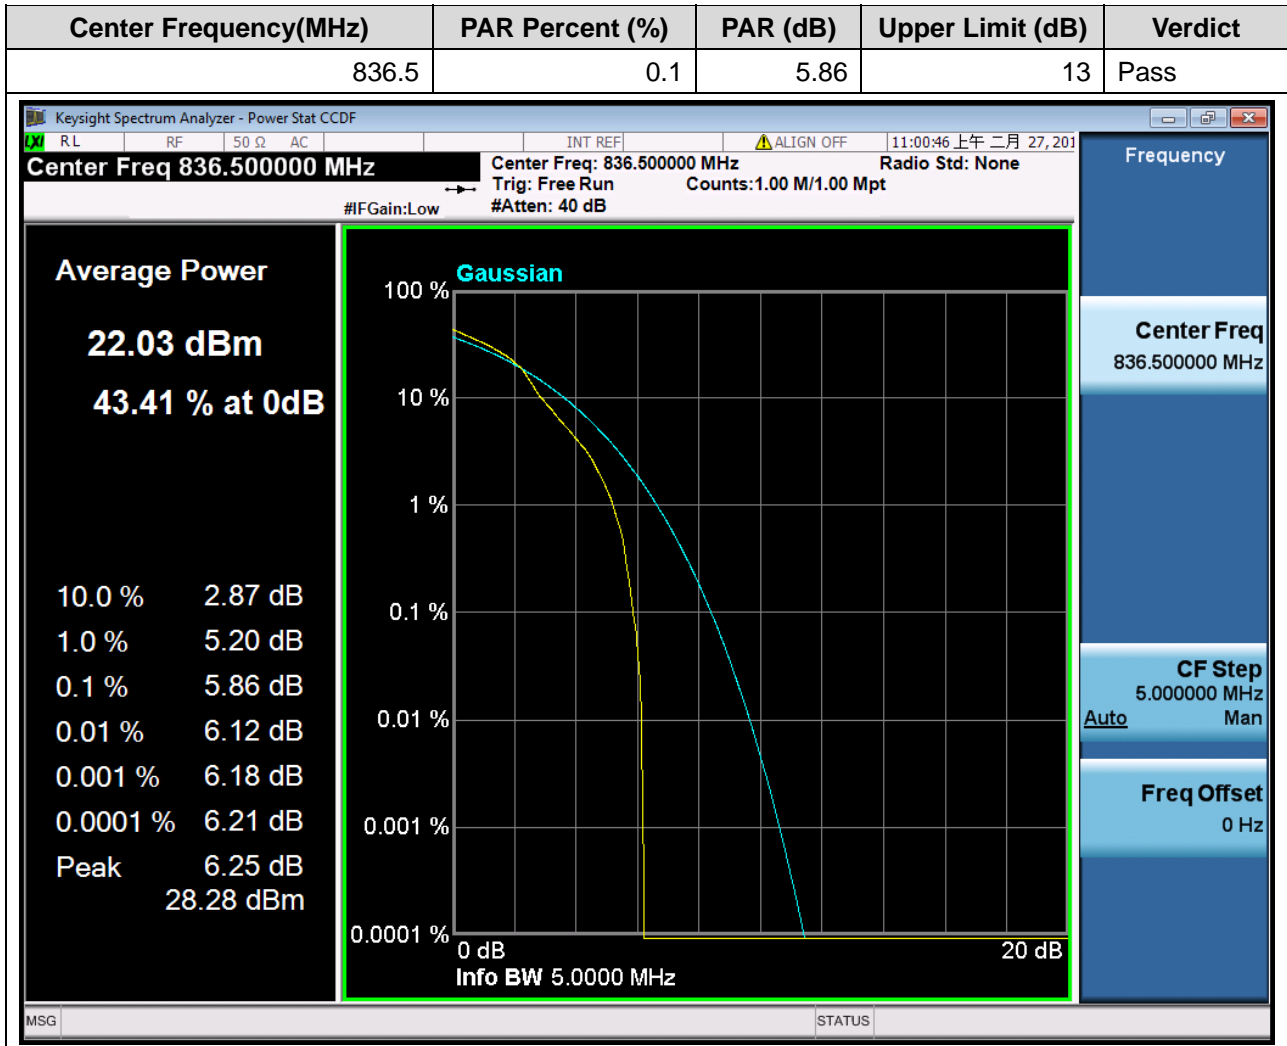 Center Frequency(MHz) PAR Percent (%) PAR (dB) Upper Limit (dB) Verdict
836.5 0.1 5.86 13 Pass
Keysight Spectrum Analyzer - Power Stat CCDF
LXI RL RF 50 Ω AC INT REF ALIGN OFF 11:00:46 上午 二月 27, 201
Center Freq 836.500000 MHz
Center Freq: 836.500000 MHz Radio Std: None
Trig: Free Run Counts:1.00 M/1.00 Mpt
#IFGain:Low #Atten: 40 dB
Average Power
22.03 dBm
43.41 % at 0dB
10.0 % 2.87 dB
1.0 % 5.20 dB
0.1 % 5.86 dB
0.01 % 6.12 dB
0.001 % 6.18 dB
0.0001 % 6.21 dB
Peak 6.25 dB
28.28 dBm
Gaussian
100 %
10 %
1 %
0.1 %
0.01 %
0.001 %
0.0001 %
0 dB 20 dB
Info BW 5.0000 MHz
Frequency
Center Freq
836.500000 MHz
CF Step
5.000000 MHz
Auto Man
Freq Offset
0 Hz
MSG STATUS